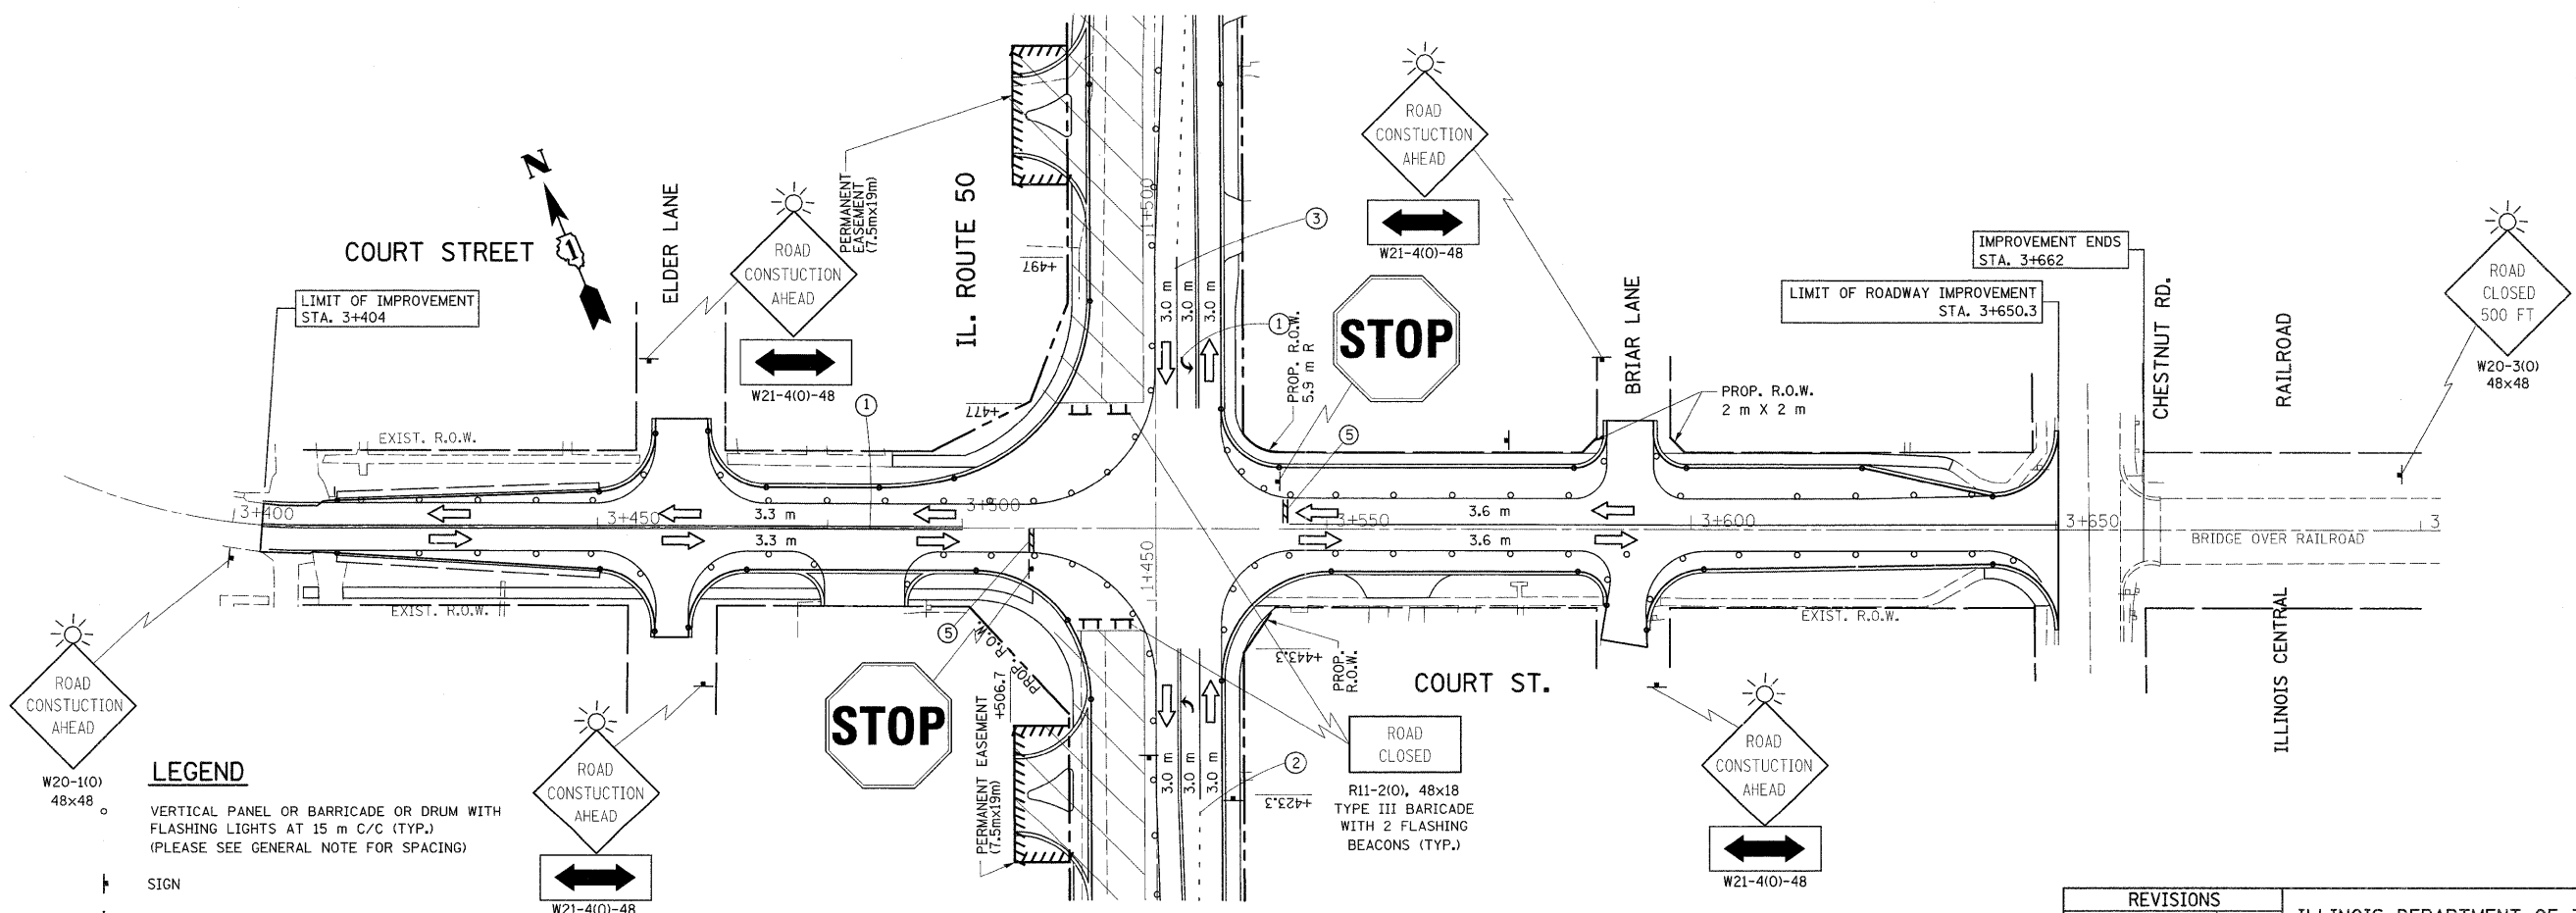 N
COURT STREET
ELDER LANE
IL. ROUTE 50
PERMANENT
EASEMENT
(7.5mx19m)
LIMIT OF IMPROVEMENT
STA. 3+404
ROAD
CONSTUCTION
AHEAD
W21-4(O)-48
1
+497
+477
1+500
3
3.0 m
3.0 m
3.0 m
1
PROP. R.O.W.
5.9 m R
ROAD
CONSTUCTION
AHEAD
W21-4(O)-48
STOP
5
BRIAR LANE
PROP. R.O.W.
2 m X 2 m
IMPROVEMENT ENDS
STA. 3+662
LIMIT OF ROADWAY IMPROVEMENT
STA. 3+650.3
CHESTNUT RD.
RAILROAD
ROAD
CLOSED
500 FT
W20-3(O)
48x48
EXIST. R.O.W.
3+400
3+450
3.3 m
3+500
3+550
3.6 m
3+600
3+650
3
3.3 m
3.6 m
BRIDGE OVER RAILROAD
EXIST. R.O.W.
EXIST. R.O.W.
1+450
5
PROP. R.O.W.
+506.7
PERMANENT EASEMENT
(7.5mx19m)
STOP
3.0 m
3.0 m
3.0 m
2
+443.3
+423.3
PROP.
R.O.W.
COURT ST.
ROAD
CLOSED
R11-2(O), 48x18
TYPE III BARICADE
WITH 2 FLASHING
BEACONS (TYP.)
ROAD
CONSTUCTION
AHEAD
W21-4(O)-48
ILLINOIS CENTRAL
ROAD
CONSTUCTION
AHEAD
W20-1(O)
48x48
ROAD
CONSTUCTION
AHEAD
W21-4(O)-48
LEGEND
VERTICAL PANEL OR BARRICADE OR DRUM WITH
FLASHING LIGHTS AT 15 m C/C (TYP.)
(PLEASE SEE GENERAL NOTE FOR SPACING)
SIGN
REVISIONS
ILLINOIS DEPARTMENT OF